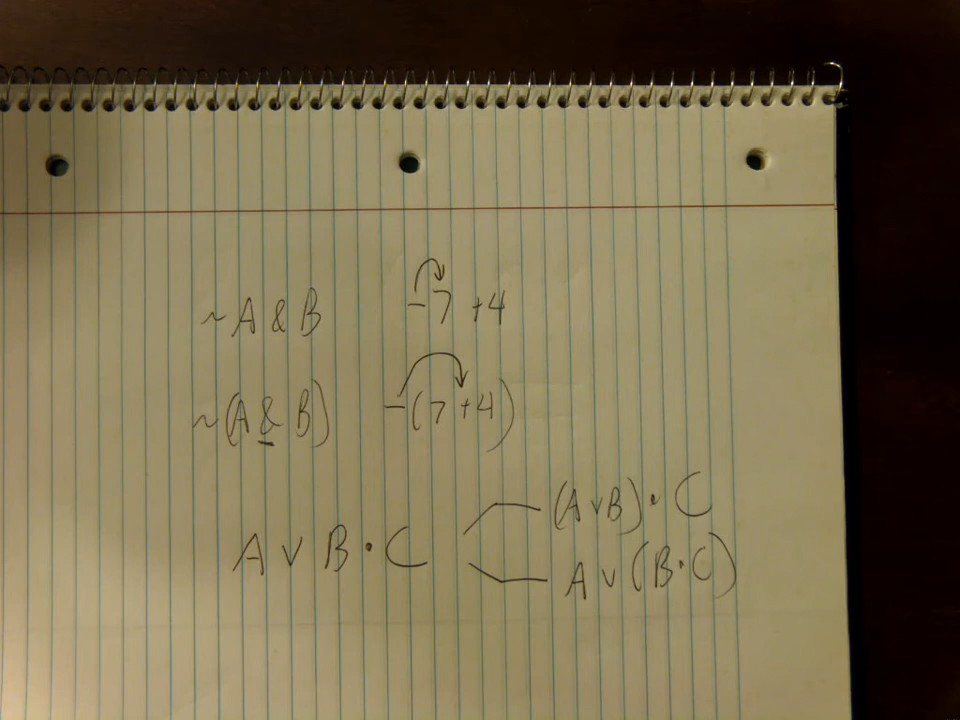 ~A & B -7 +4
~(A & B) -(7 +4)
A v B • C (A v B) • C
A v (B • C)